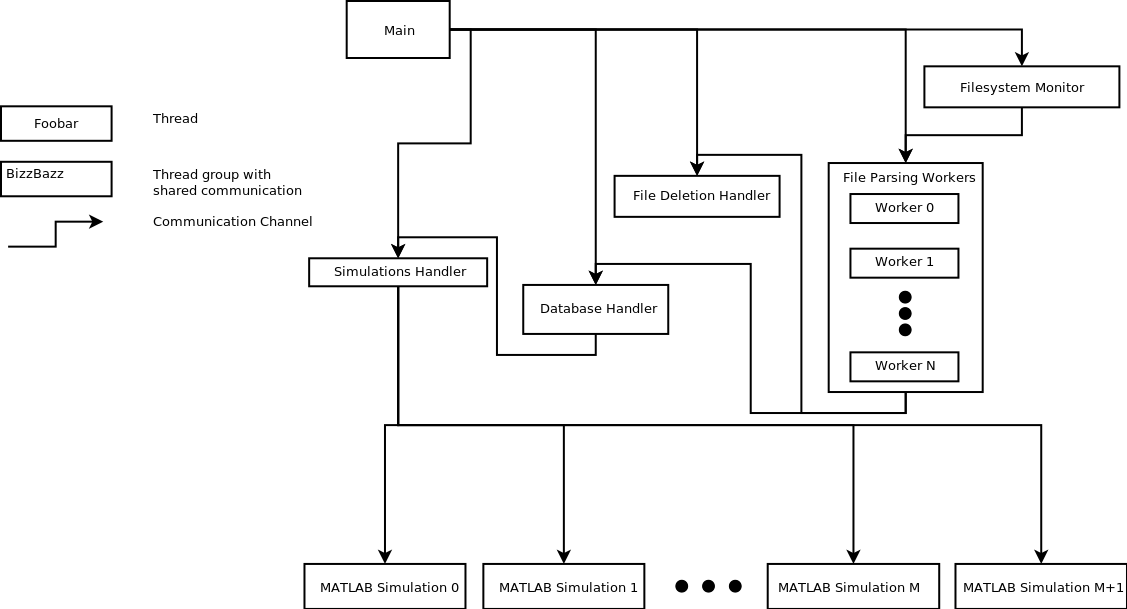 Main
Filesystem Monitor
Foobar
Thread
BizzBazz
Thread group with
shared communication
Communication Channel
File Deletion Handler
File Parsing Workers
Worker 0
Worker 1
Worker N
Simulations Handler
Database Handler
MATLAB Simulation 0
MATLAB Simulation 1
MATLAB Simulation M
MATLAB Simulation M+1